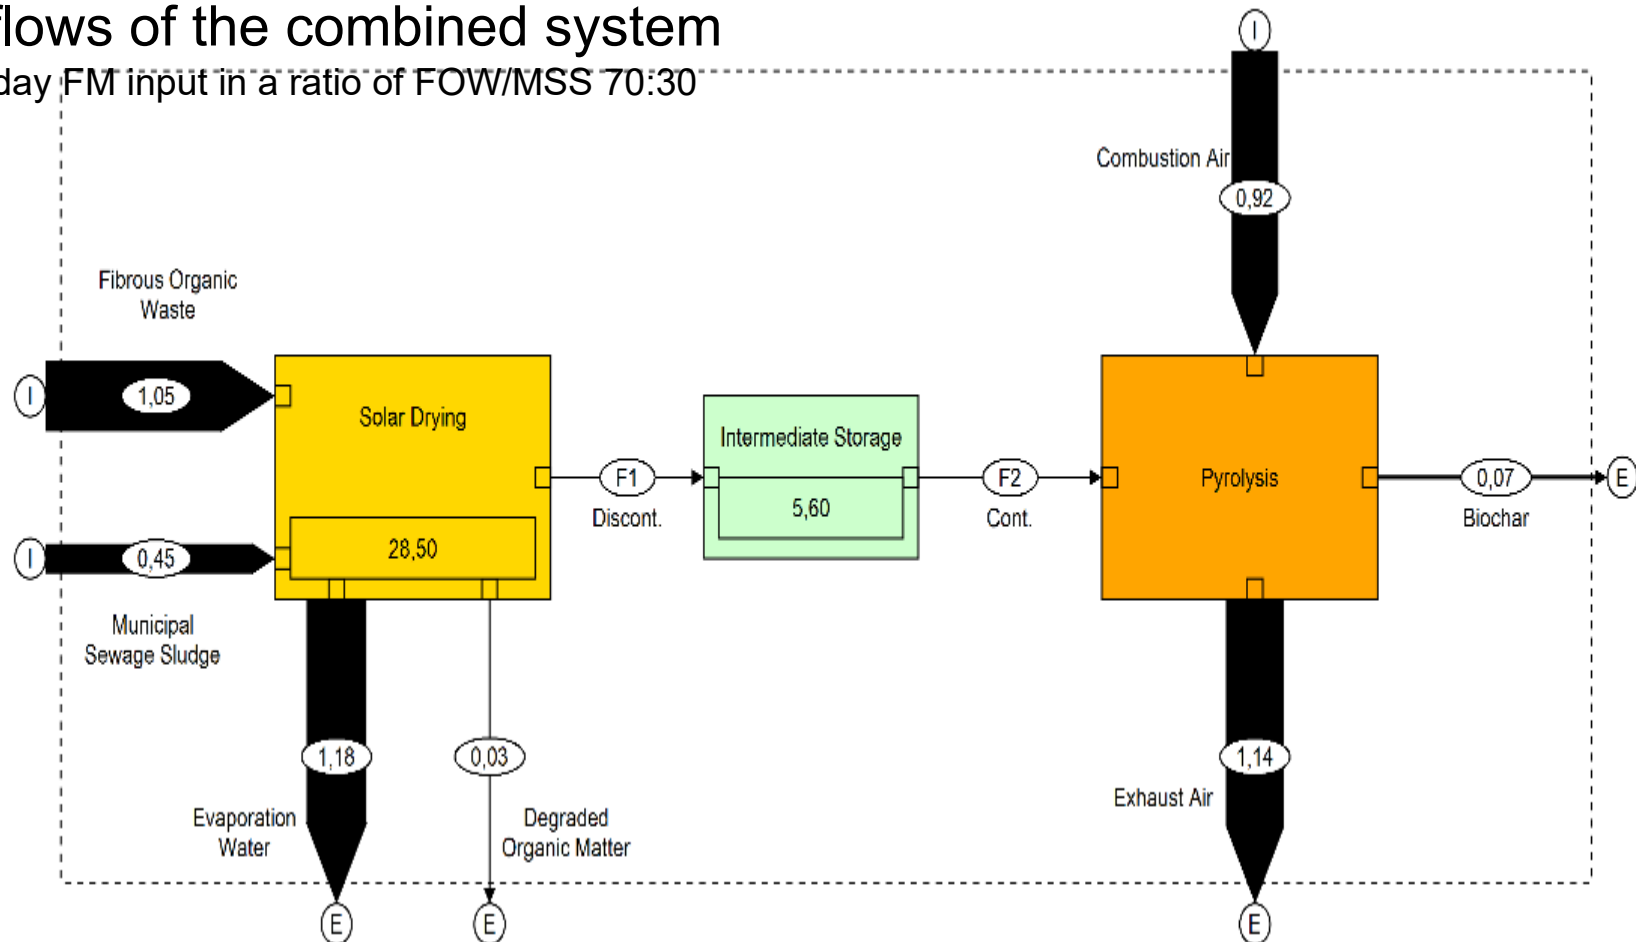 flows of the combined system
day FM input in a ratio of FOW/MSS 70:30
I
Combustion Air
0,92
Fibrous Organic
Waste
I
1,05
Solar Drying
Intermediate Storage
5,60
F1
Discont.
F2
Cont.
Pyrolysis
0,07
Biochar
E
I
0,45
28,50
Municipal
Sewage Sludge
1,18
Evaporation
Water
E
0,03
Degraded
Organic Matter
E
1,14
Exhaust Air
E